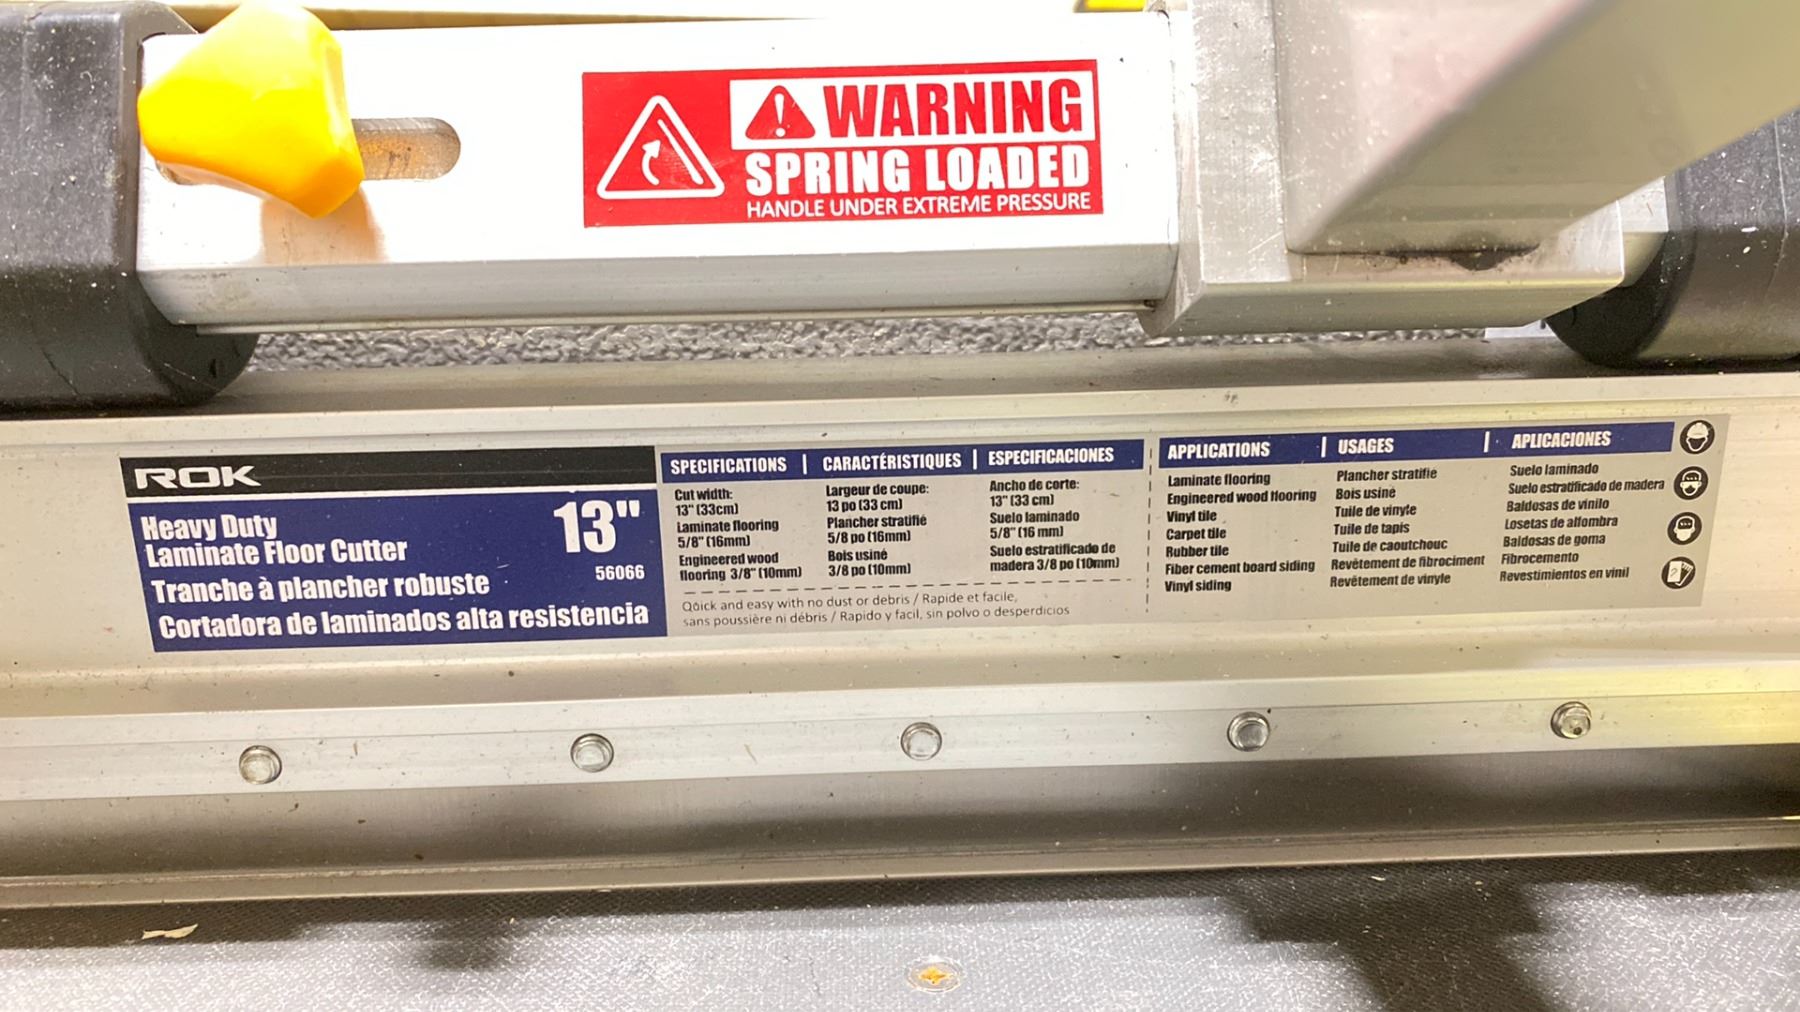 WARNING
SPRING LOADED
HANDLE UNDER EXTREME PRESSURE
ROK
Heavy Duty
Laminate Floor Cutter
13"
56066
Tranche à plancher robuste
Cortadora de laminados alta resistencia
SPECIFICATIONS | CARACTÉRISTIQUES | ESPECIFICACIONES
Cut width:
13" (33cm)
Laminate flooring
5/8" (16mm)
Engineered wood
flooring 3/8" (10mm)
Largeur de coupe:
13 po (33 cm)
Plancher stratifié
5/8 po (16mm)
Bois usiné
3/8 po (10mm)
Ancho de corte:
13" (33 cm)
Suelo laminado
5/8" (16 mm)
Suelo estratificado de
madera 3/8 po (10mm)
Quick and easy with no dust or debris / Rapide et facile,
sans poussière ni débris / Rapido y facil, sin polvo o desperdicios
APPLICATIONS | USAGES | APLICACIONES
Laminate flooring
Engineered wood flooring
Vinyl tile
Carpet tile
Rubber tile
Fiber cement board siding
Vinyl siding
Plancher stratifie
Bois usiné
Tuile de vinyle
Tuile de tapis
Tuile de caoutchouc
Revêtement de fibrociment
Revêtement de vinyle
Suelo laminado
Suelo estratificado de madera
Baldosas de vinilo
Losetas de alfombra
Baldosas de goma
Fibrocemento
Revestimientos en vinil